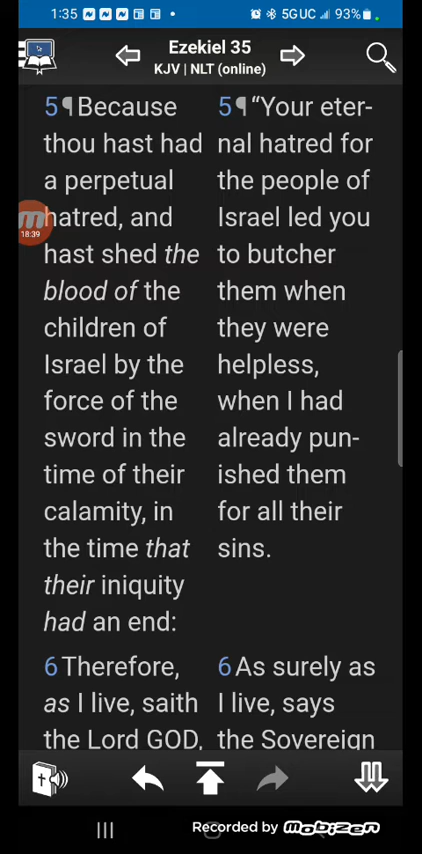 1:35 5GUC 93%
Ezekiel 35
KJV | NLT (online)
5 ¶ Because
thou hast had
a perpetual
hatred, and
hast shed the
blood of the
children of
Israel by the
force of the
sword in the
time of their
calamity, in
the time that
their iniquity
had an end:
6 Therefore,
as I live, saith
the Lord GOD,
5 ¶ “Your eter-
nal hatred for
the people of
Israel led you
to butcher
them when
they were
helpless,
when I had
already pun-
ished them
for all their
sins.
6 As surely as
I live, says
the Sovereign
18:39
Recorded by mobizen